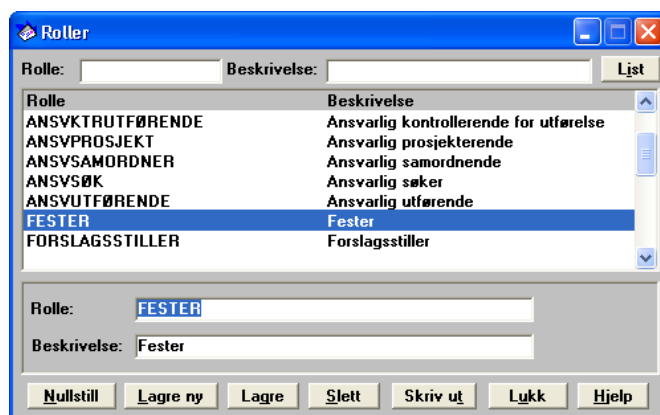 Roller
Rolle: Beskrivelse: List
Rolle Beskrivelse
ANSVKTRUTFØRENDE Ansvarlig kontrollerende for utførelse
ANSVPROSJEKT Ansvarlig prosjekterende
ANSVSAMORDNER Ansvarlig samordnende
ANSVSØK Ansvarlig søker
ANSVUTFØRENDE Ansvarlig utførende
FESTER Fester
FORSLAGSSTILLER Forslagsstiller
Rolle: FESTER
Beskrivelse: Fester
Nullstill Lagre ny Lagre Slett Skriv ut Lukk Hjelp